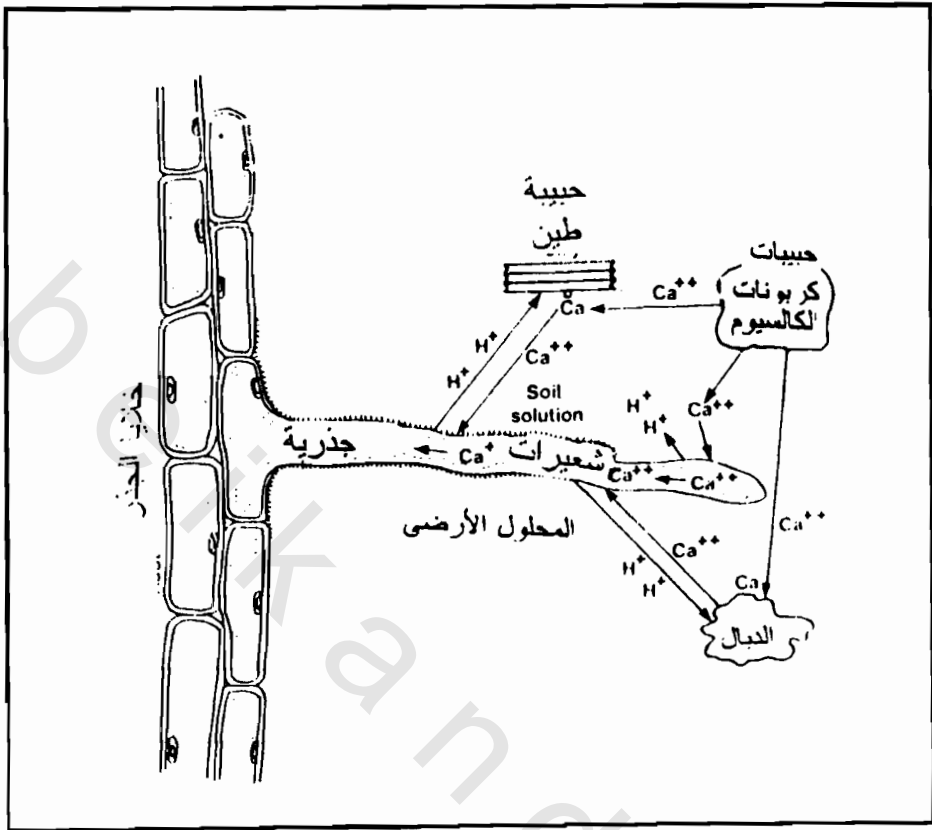 حبيبة
طين
حبيبات
كربونات
الكالسيوم
Ca++
Ca
H+
H+
Ca++
Soil
solution
H+
H+
Ca++
شعيرات جذرية
Ca+
Ca++
Ca++
المحلول الأرضى
Ca++
Ca++
H+
H+
Ca
الدبال
الجذر
beikan